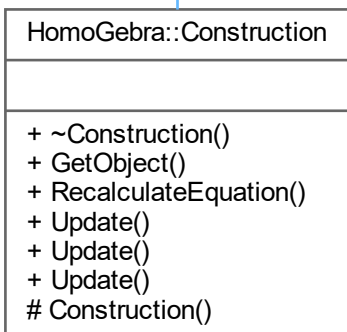 HomoGebra::Construction
+ ~Construction()
+ GetObject()
+ RecalculateEquation()
+ Update()
+ Update()
+ Update()
# Construction()